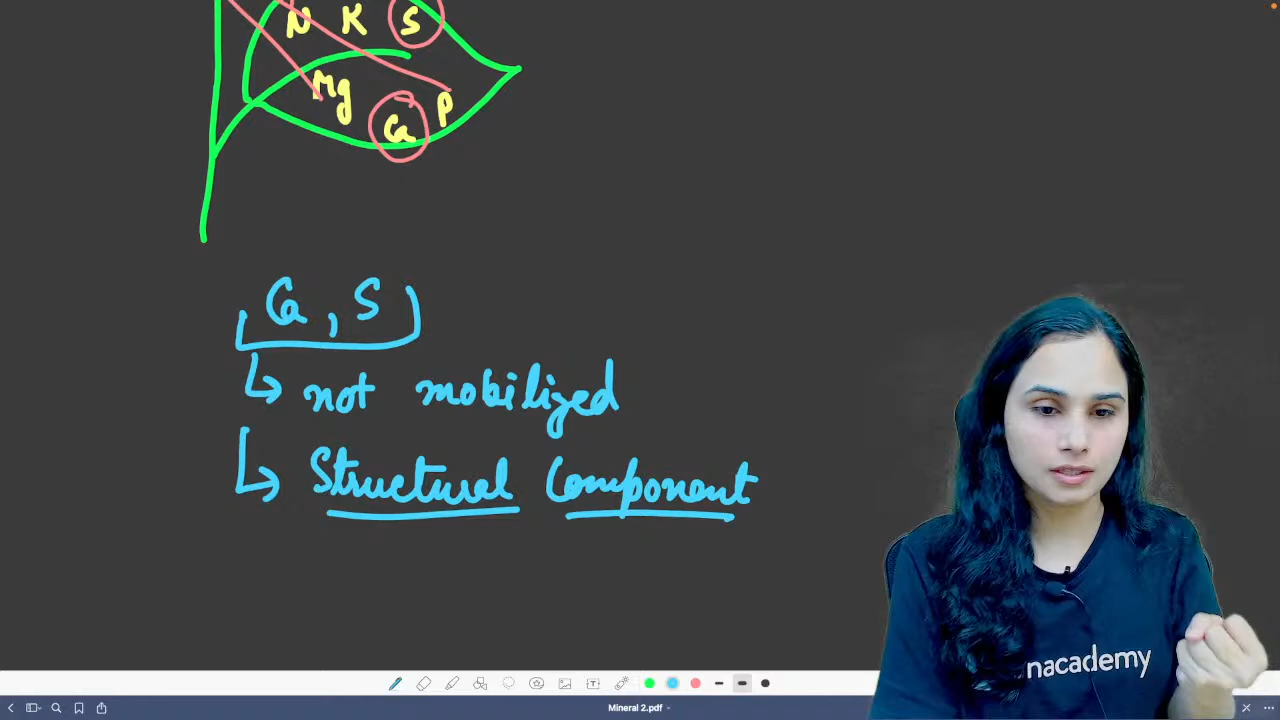 N K S
Mg Ca P
Ca, S
↳ not mobilized
↳ Structural Component
nacademy
Mineral 2.pdf